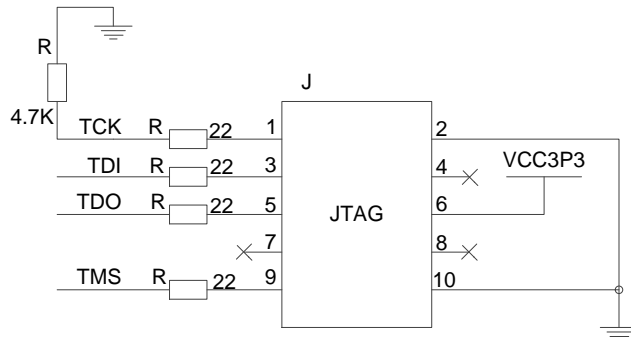 R
J
4.7K
TCK R 22 1 2
VCC3P3
TDI R 22 3 4
TDO R 22 5 6
JTAG
7 8
TMS R 22 9 10